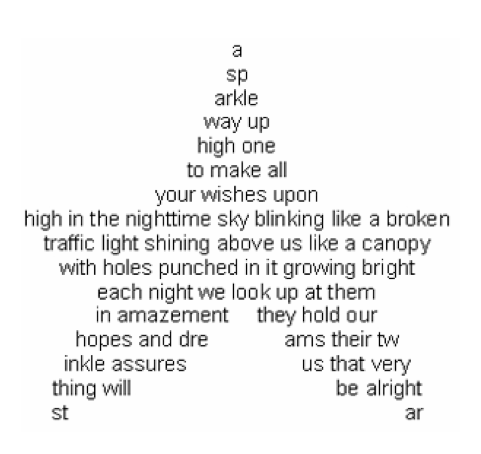 a
sp
arkle
way up
high one
to make all
your wishes upon
high in the nighttime sky blinking like a broken
traffic light shining above us like a canopy
with holes punched in it growing bright
each night we look up at them
in amazement they hold our
hopes and dre ams their tw
inkle assures us that very
thing will be alright
st ar